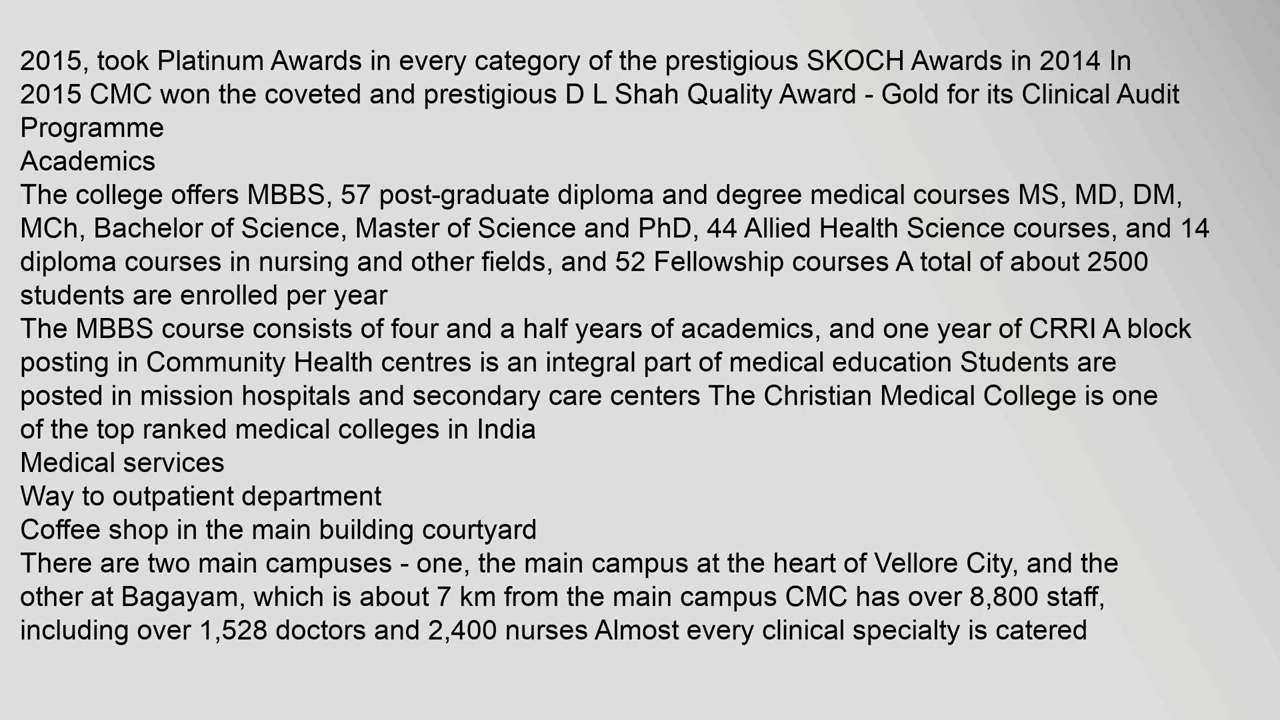 2015, took Platinum Awards in every category of the prestigious SKOCH Awards in 2014 In
2015 CMC won the coveted and prestigious D L Shah Quality Award - Gold for its Clinical Audit
Programme
Academics
The college offers MBBS, 57 post-graduate diploma and degree medical courses MS, MD, DM,
MCh, Bachelor of Science, Master of Science and PhD, 44 Allied Health Science courses, and 14
diploma courses in nursing and other fields, and 52 Fellowship courses A total of about 2500
students are enrolled per year
The MBBS course consists of four and a half years of academics, and one year of CRRI A block
posting in Community Health centres is an integral part of medical education Students are
posted in mission hospitals and secondary care centers The Christian Medical College is one
of the top ranked medical colleges in India
Medical services
Way to outpatient department
Coffee shop in the main building courtyard
There are two main campuses - one, the main campus at the heart of Vellore City, and the
other at Bagayam, which is about 7 km from the main campus CMC has over 8,800 staff,
including over 1,528 doctors and 2,400 nurses Almost every clinical specialty is catered